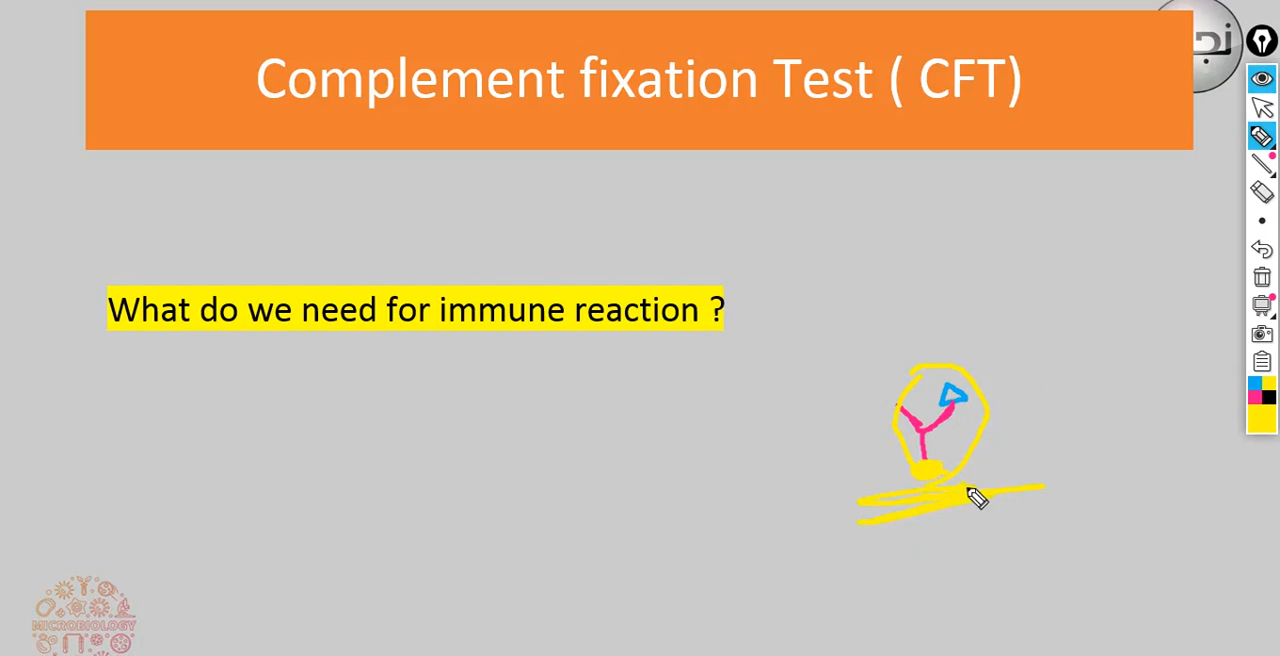 Complement fixation Test ( CFT)
What do we need for immune reaction ?
MICROBIOLOGY